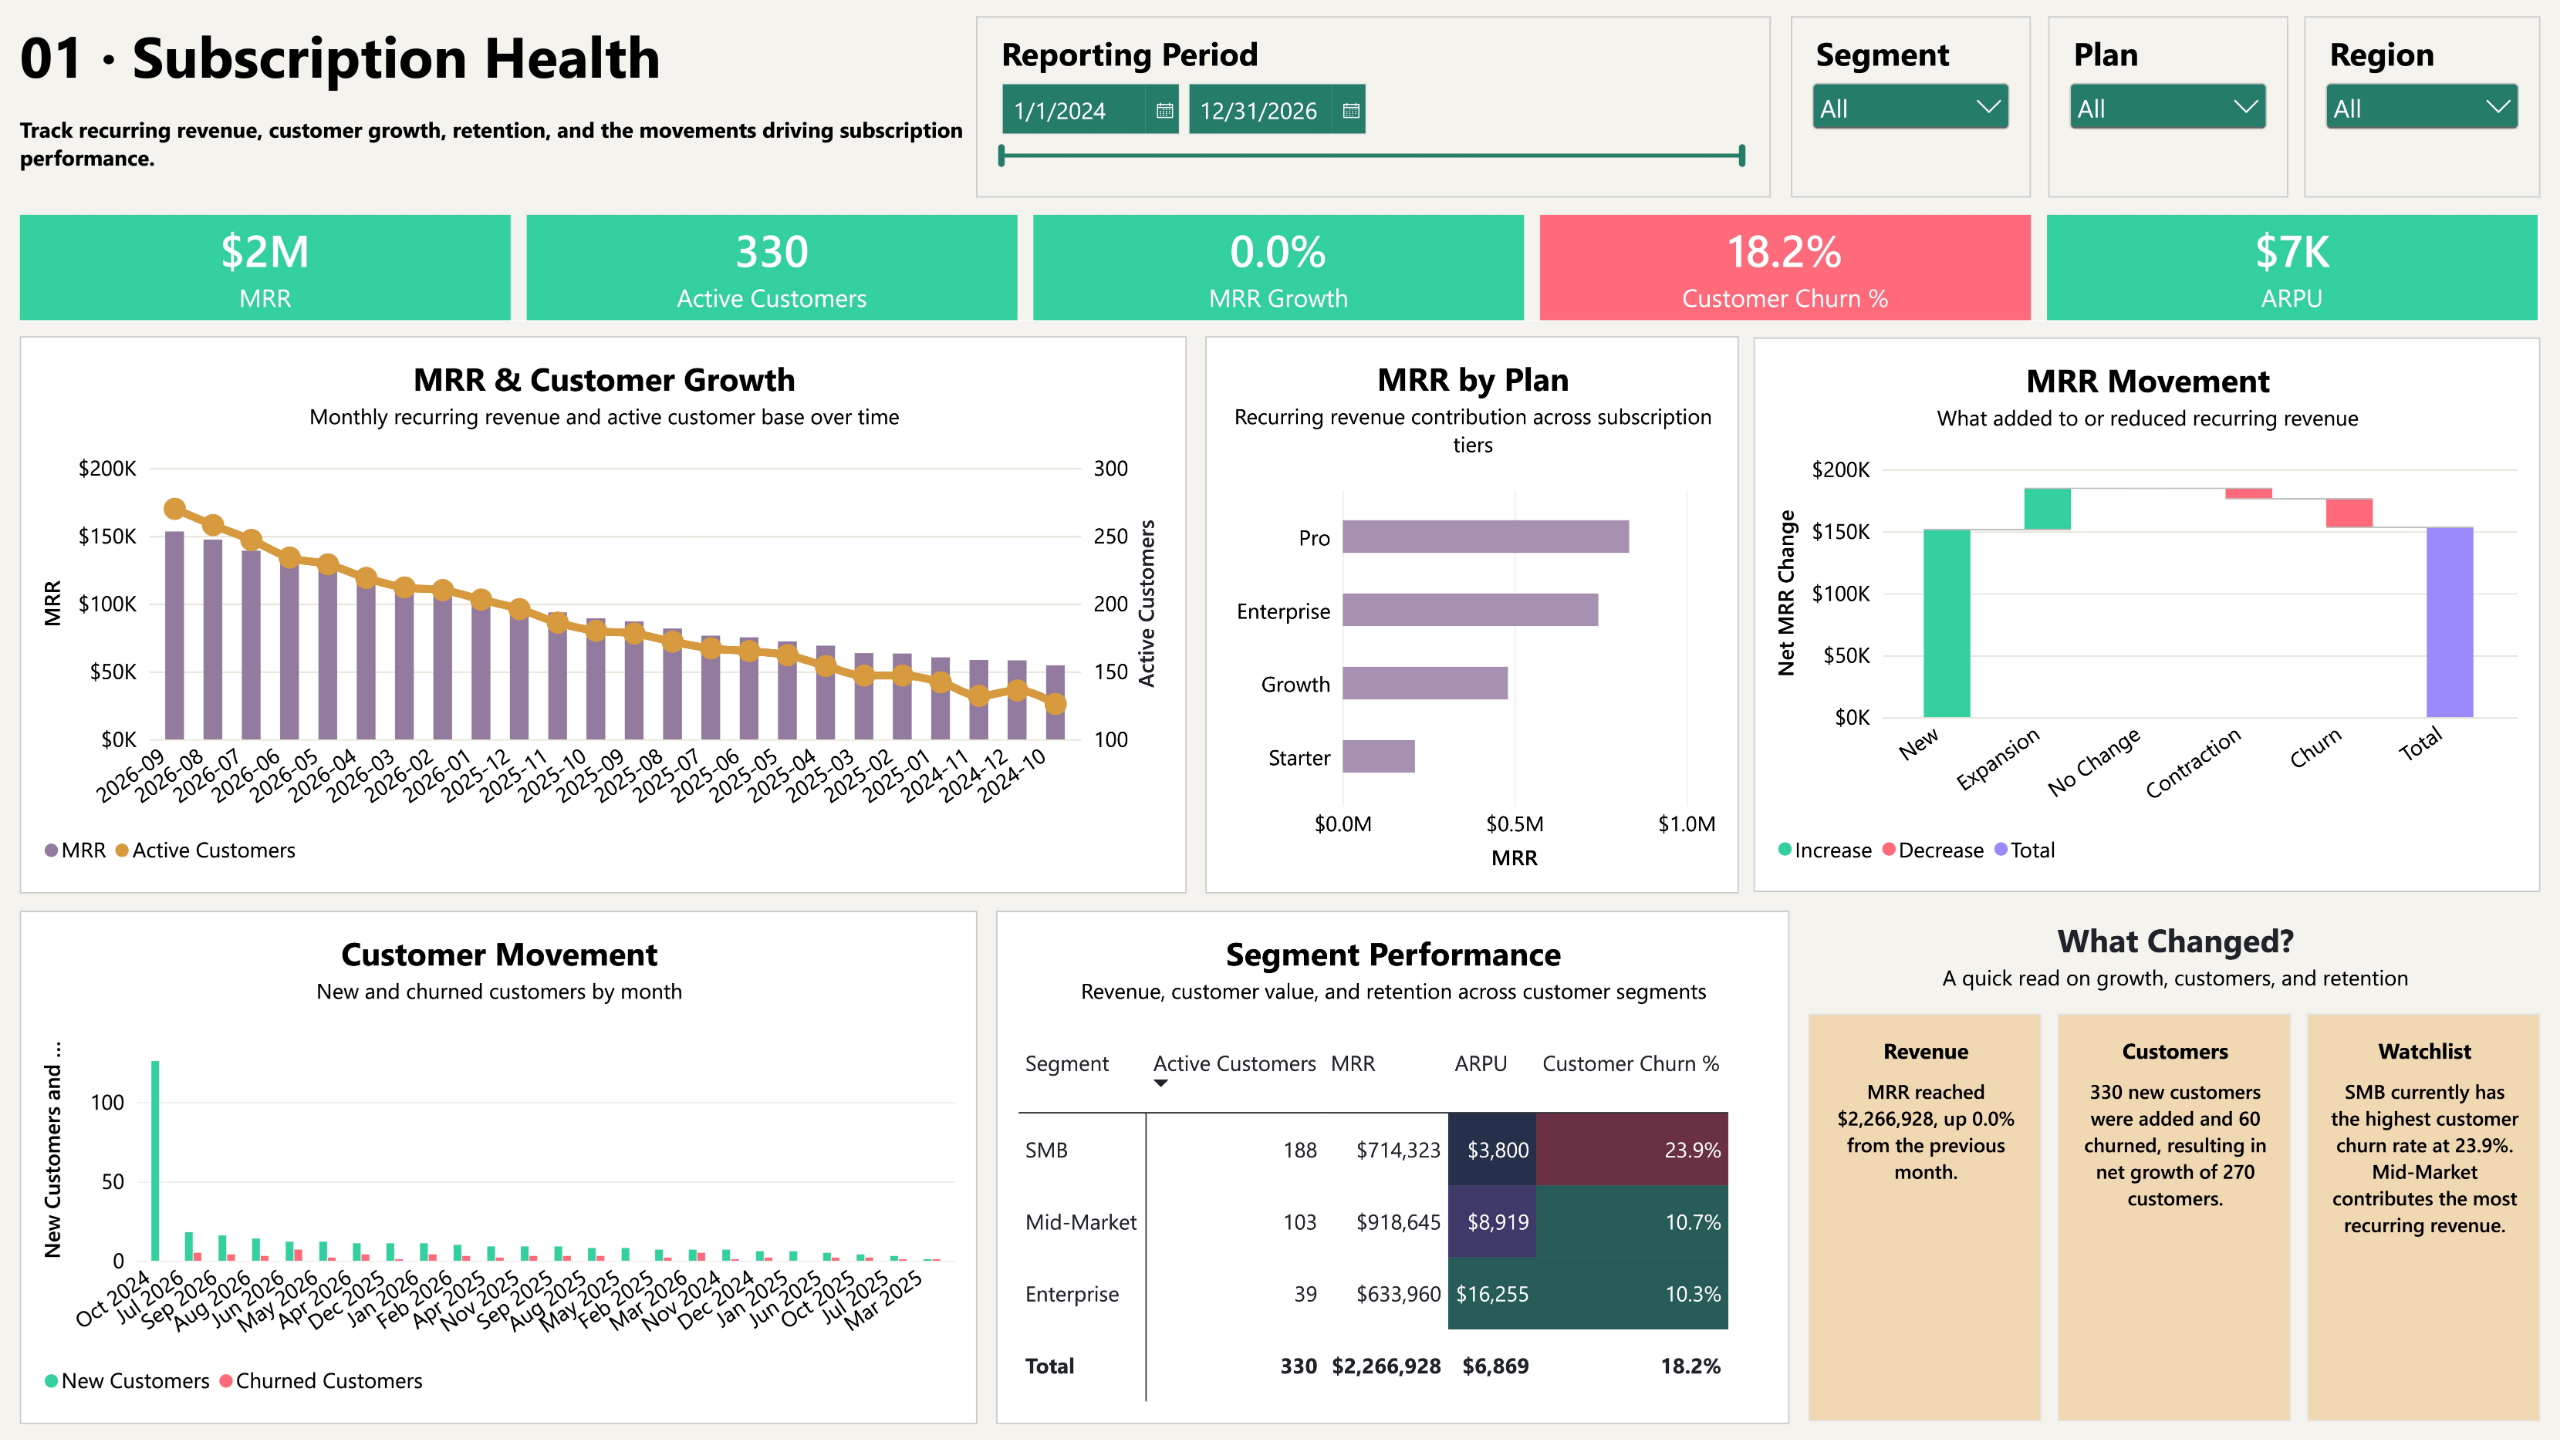 01 · Subscription Health
Track recurring revenue, customer growth, retention, and the movements driving subscription
performance.
Reporting Period
1/1/2024
12/31/2026
Segment
All
Plan
All
Region
All
$2M
MRR
330
Active Customers
0.0%
MRR Growth
18.2%
Customer Churn %
$7K
ARPU
MRR & Customer Growth
Monthly recurring revenue and active customer base over time
$200K
$150K
$100K
$50K
$0K
MRR
300
250
200
150
100
Active Customers
2026-09
2026-08
2026-07
2026-06
2026-05
2026-04
2026-03
2026-02
2026-01
2025-12
2025-11
2025-10
2025-09
2025-08
2025-07
2025-06
2025-05
2025-04
2025-03
2025-02
2025-01
2024-11
2024-12
2024-10
MRR
Active Customers
MRR by Plan
Recurring revenue contribution across subscription
tiers
Pro
Enterprise
Growth
Starter
$0.0M
$0.5M
$1.0M
MRR
MRR Movement
What added to or reduced recurring revenue
$200K
$150K
$100K
$50K
$0K
Net MRR Change
New
Expansion
No Change
Contraction
Churn
Total
Increase
Decrease
Total
Customer Movement
New and churned customers by month
New Customers and ...
100
50
0
Oct 2024
Jul 2026
Sep 2026
Aug 2026
Jun 2026
May 2026
Apr 2026
Dec 2025
Jan 2026
Feb 2026
Apr 2025
Nov 2025
Sep 2025
Aug 2025
May 2025
Feb 2025
Mar 2026
Nov 2024
Dec 2024
Jan 2025
Jun 2025
Oct 2025
Jul 2025
Mar 2025
New Customers
Churned Customers
Segment Performance
Revenue, customer value, and retention across customer segments
Segment Active Customers MRR ARPU Customer Churn %
SMB 188 $714,323 $3,800 23.9%
Mid-Market 103 $918,645 $8,919 10.7%
Enterprise 39 $633,960 $16,255 10.3%
Total 330 $2,266,928 $6,869 18.2%
What Changed?
A quick read on growth, customers, and retention
Revenue
MRR reached
$2,266,928, up 0.0%
from the previous
month.
Customers
330 new customers
were added and 60
churned, resulting in
net growth of 270
customers.
Watchlist
SMB currently has
the highest customer
churn rate at 23.9%.
Mid-Market
contributes the most
recurring revenue.